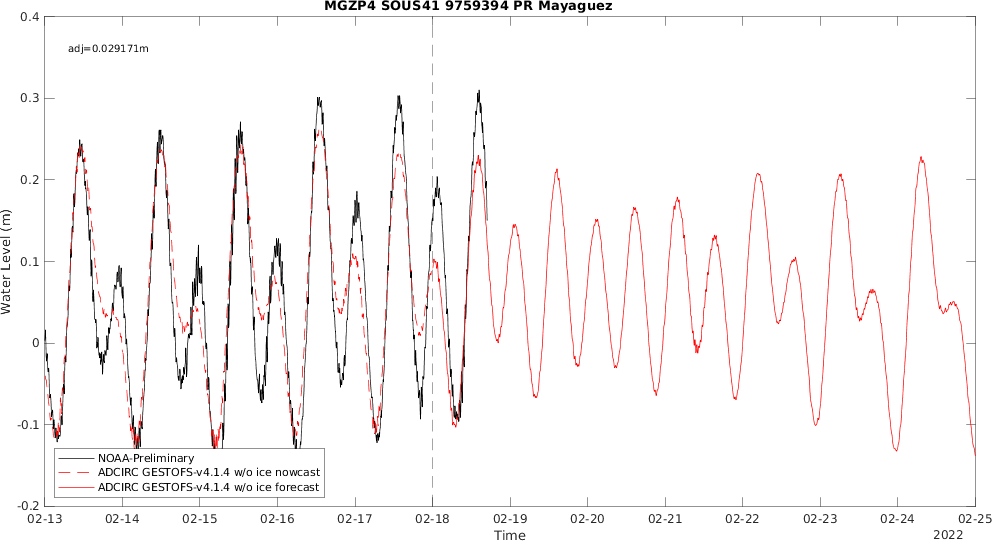 MGZP4 SOUS41 9759394 PR Mayaguez
0.4
adj=0.029171m
0.3
0.2
Water Level (m)
0.1
0
-0.1
NOAA-Preliminary
ADCIRC GESTOFS-v4.1.4 w/o ice nowcast
ADCIRC GESTOFS-v4.1.4 w/o ice forecast
-0.2
02-13 02-14 02-15 02-16 02-17 02-18 02-19 02-20 02-21 02-22 02-23 02-24 02-25
Time
2022